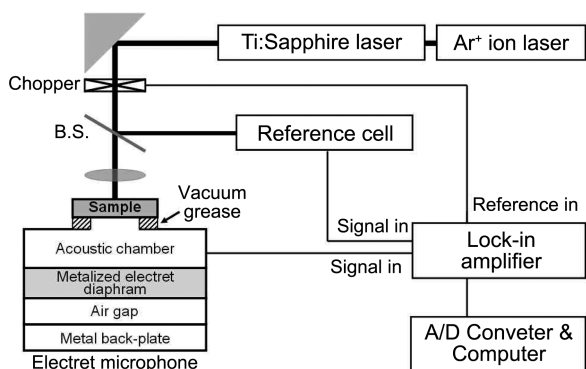 Ti:Sapphire laser
Ar⁺ ion laser
Chopper
B.S.
Reference cell
Sample
Vacuum
grease
Reference in
Signal in
Lock-in
amplifier
Signal in
Acoustic chamber
Metalized electret
diaphram
Air gap
Metal back-plate
A/D Conveter &
Computer
Electret microphone